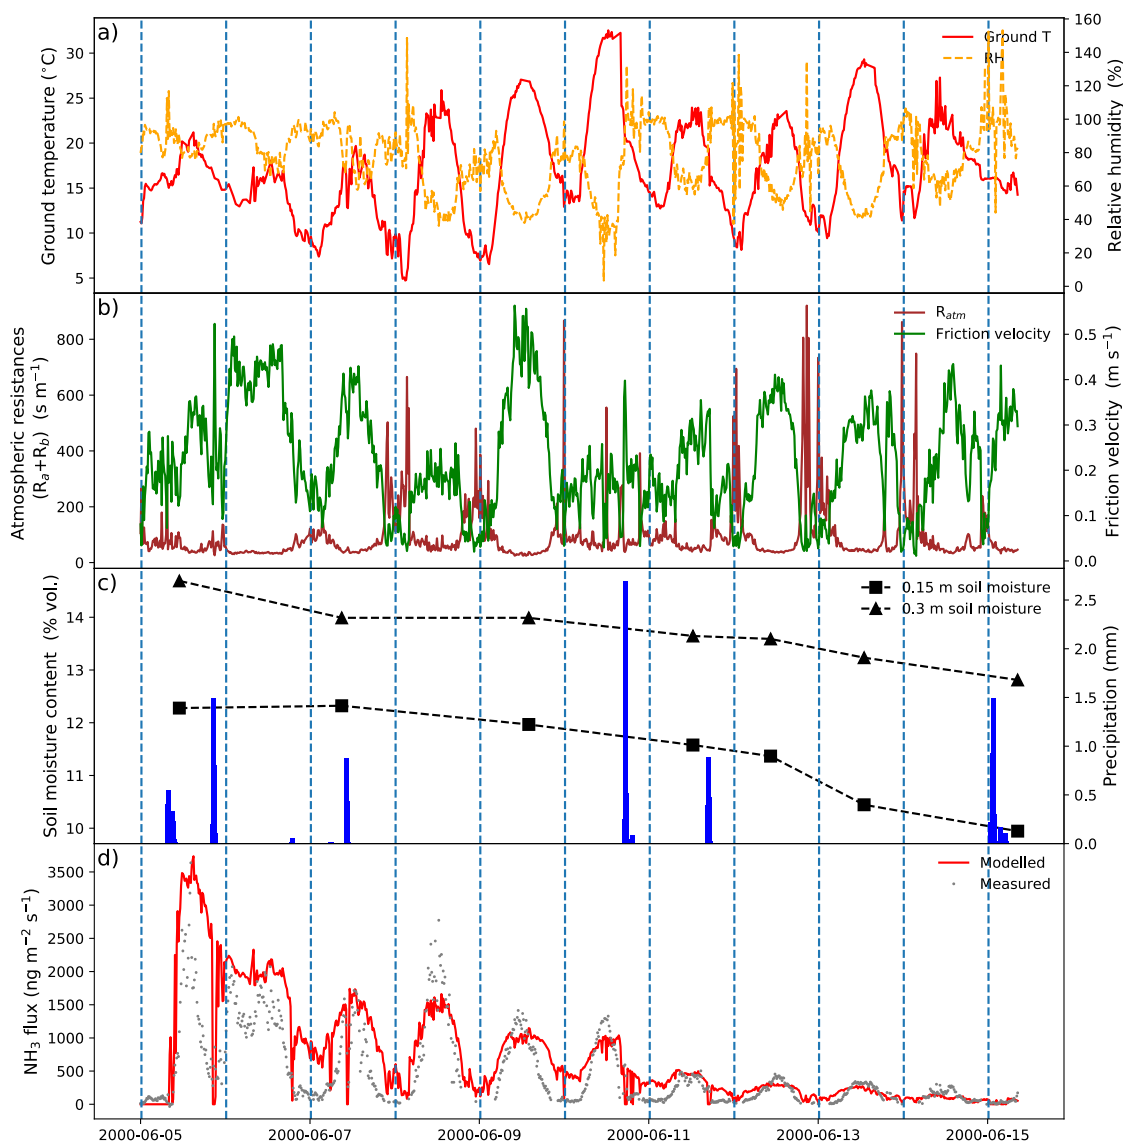 a)
Ground T
RH
Ground temperature (°C)
30
25
20
15
10
5
Relative humidity (%)
160
140
120
100
80
60
40
20
0
b)
R_atm
Friction velocity
Atmospheric resistances
(R_a+R_b) (s m⁻¹)
800
600
400
200
0
Friction velocity (m s⁻¹)
0.5
0.4
0.3
0.2
0.1
0.0
c)
0.15 m soil moisture
0.3 m soil moisture
Soil moisture content (% vol.)
14
13
12
11
10
Precipitation (mm)
2.5
2.0
1.5
1.0
0.5
0.0
d)
Modelled
Measured
NH₃ flux (ng m⁻² s⁻¹)
3500
3000
2500
2000
1500
1000
500
0
2000-06-05
2000-06-07
2000-06-09
2000-06-11
2000-06-13
2000-06-15